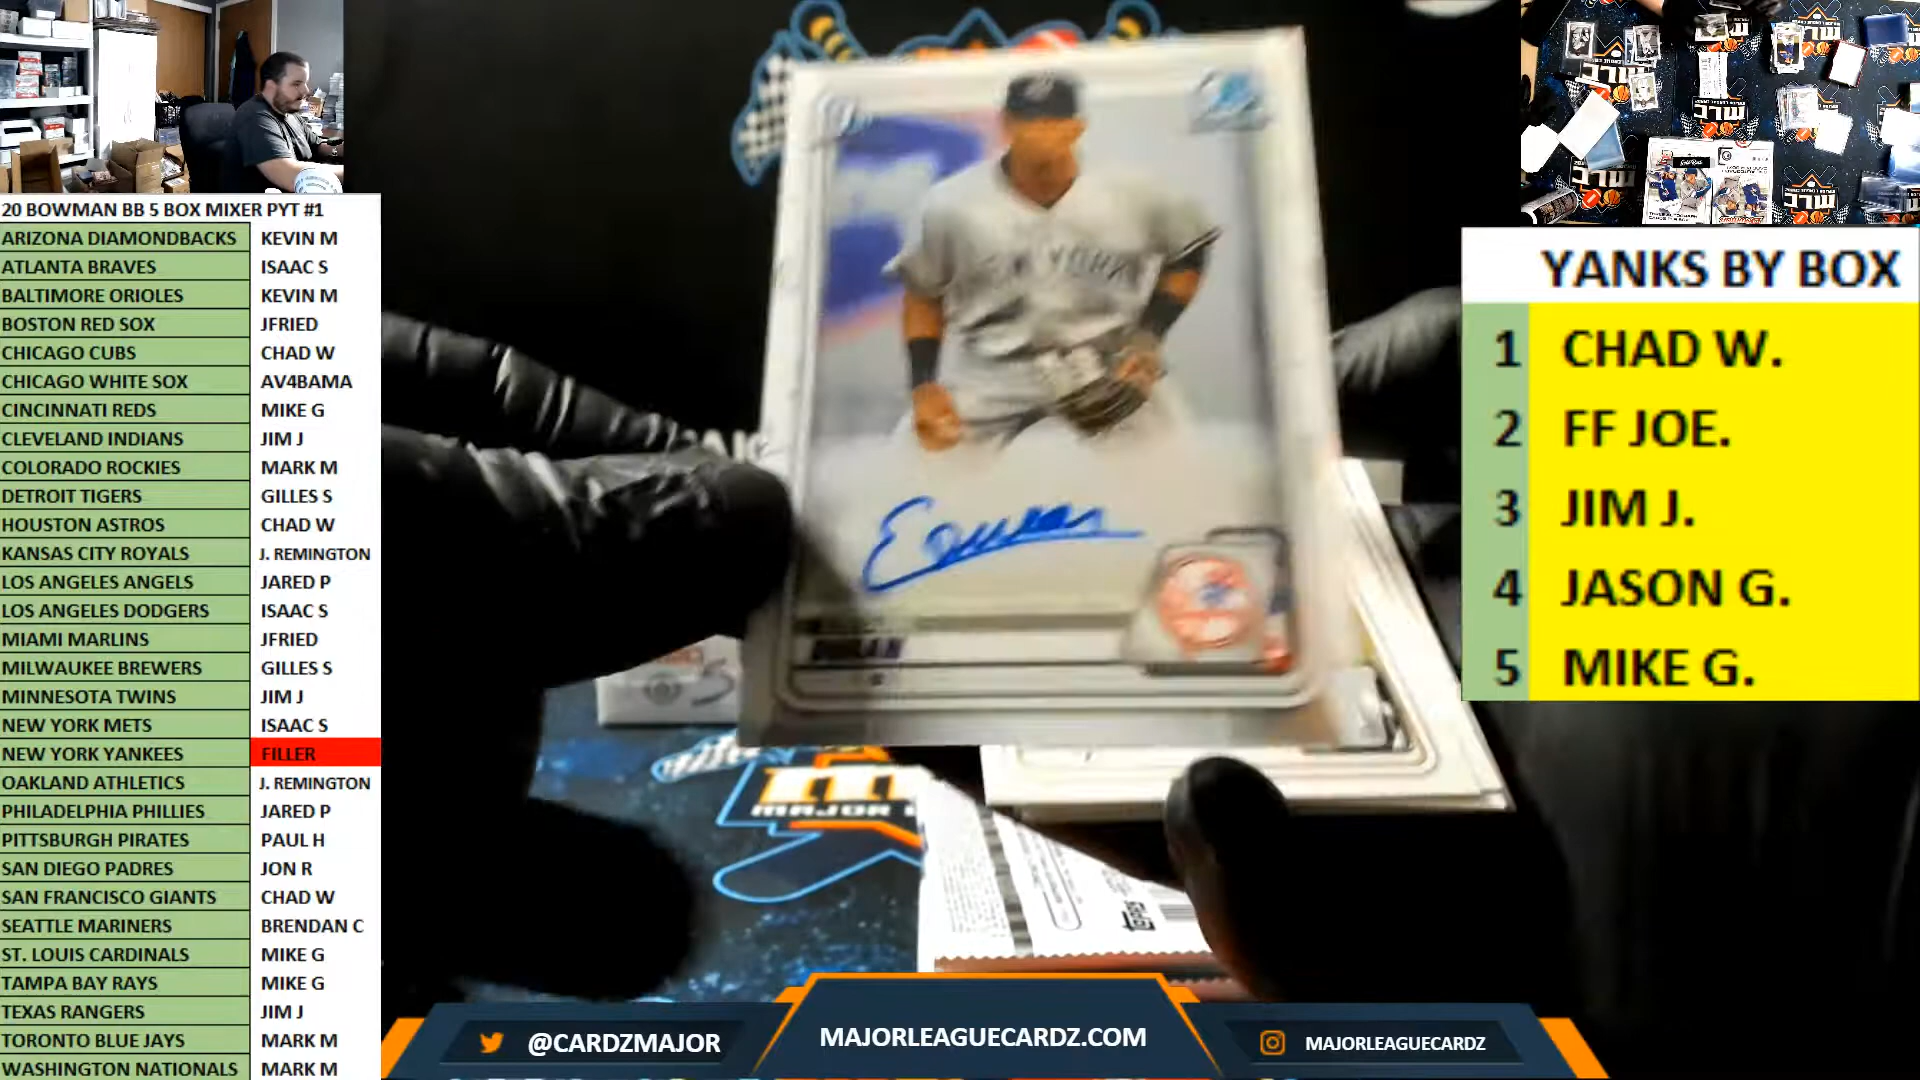 20 BOWMAN BB 5 BOX MIXER PYT #1
ARIZONA DIAMONDBACKS KEVIN M
ATLANTA BRAVES ISAAC S
BALTIMORE ORIOLES KEVIN M
BOSTON RED SOX JFRIED
CHICAGO CUBS CHAD W
CHICAGO WHITE SOX AV4BAMA
CINCINNATI REDS MIKE G
CLEVELAND INDIANS JIM J
COLORADO ROCKIES MARK M
DETROIT TIGERS GILLES S
HOUSTON ASTROS CHAD W
KANSAS CITY ROYALS J. REMINGTON
LOS ANGELES ANGELS JARED P
LOS ANGELES DODGERS ISAAC S
MIAMI MARLINS JFRIED
MILWAUKEE BREWERS GILLES S
MINNESOTA TWINS JIM J
NEW YORK METS ISAAC S
NEW YORK YANKEES FILLER
OAKLAND ATHLETICS J. REMINGTON
PHILADELPHIA PHILLIES JARED P
PITTSBURGH PIRATES PAUL H
SAN DIEGO PADRES JON R
SAN FRANCISCO GIANTS CHAD W
SEATTLE MARINERS BRENDAN C
ST. LOUIS CARDINALS MIKE G
TAMPA BAY RAYS MIKE G
TEXAS RANGERS JIM J
TORONTO BLUE JAYS MARK M
WASHINGTON NATIONALS MARK M
NEW YORK
topps
YANKS BY BOX
1 CHAD W.
2 FF JOE.
3 JIM J.
4 JASON G.
5 MIKE G.
@CARDZMAJOR
MAJORLEAGUECARDZ.COM
MAJORLEAGUECARDZ